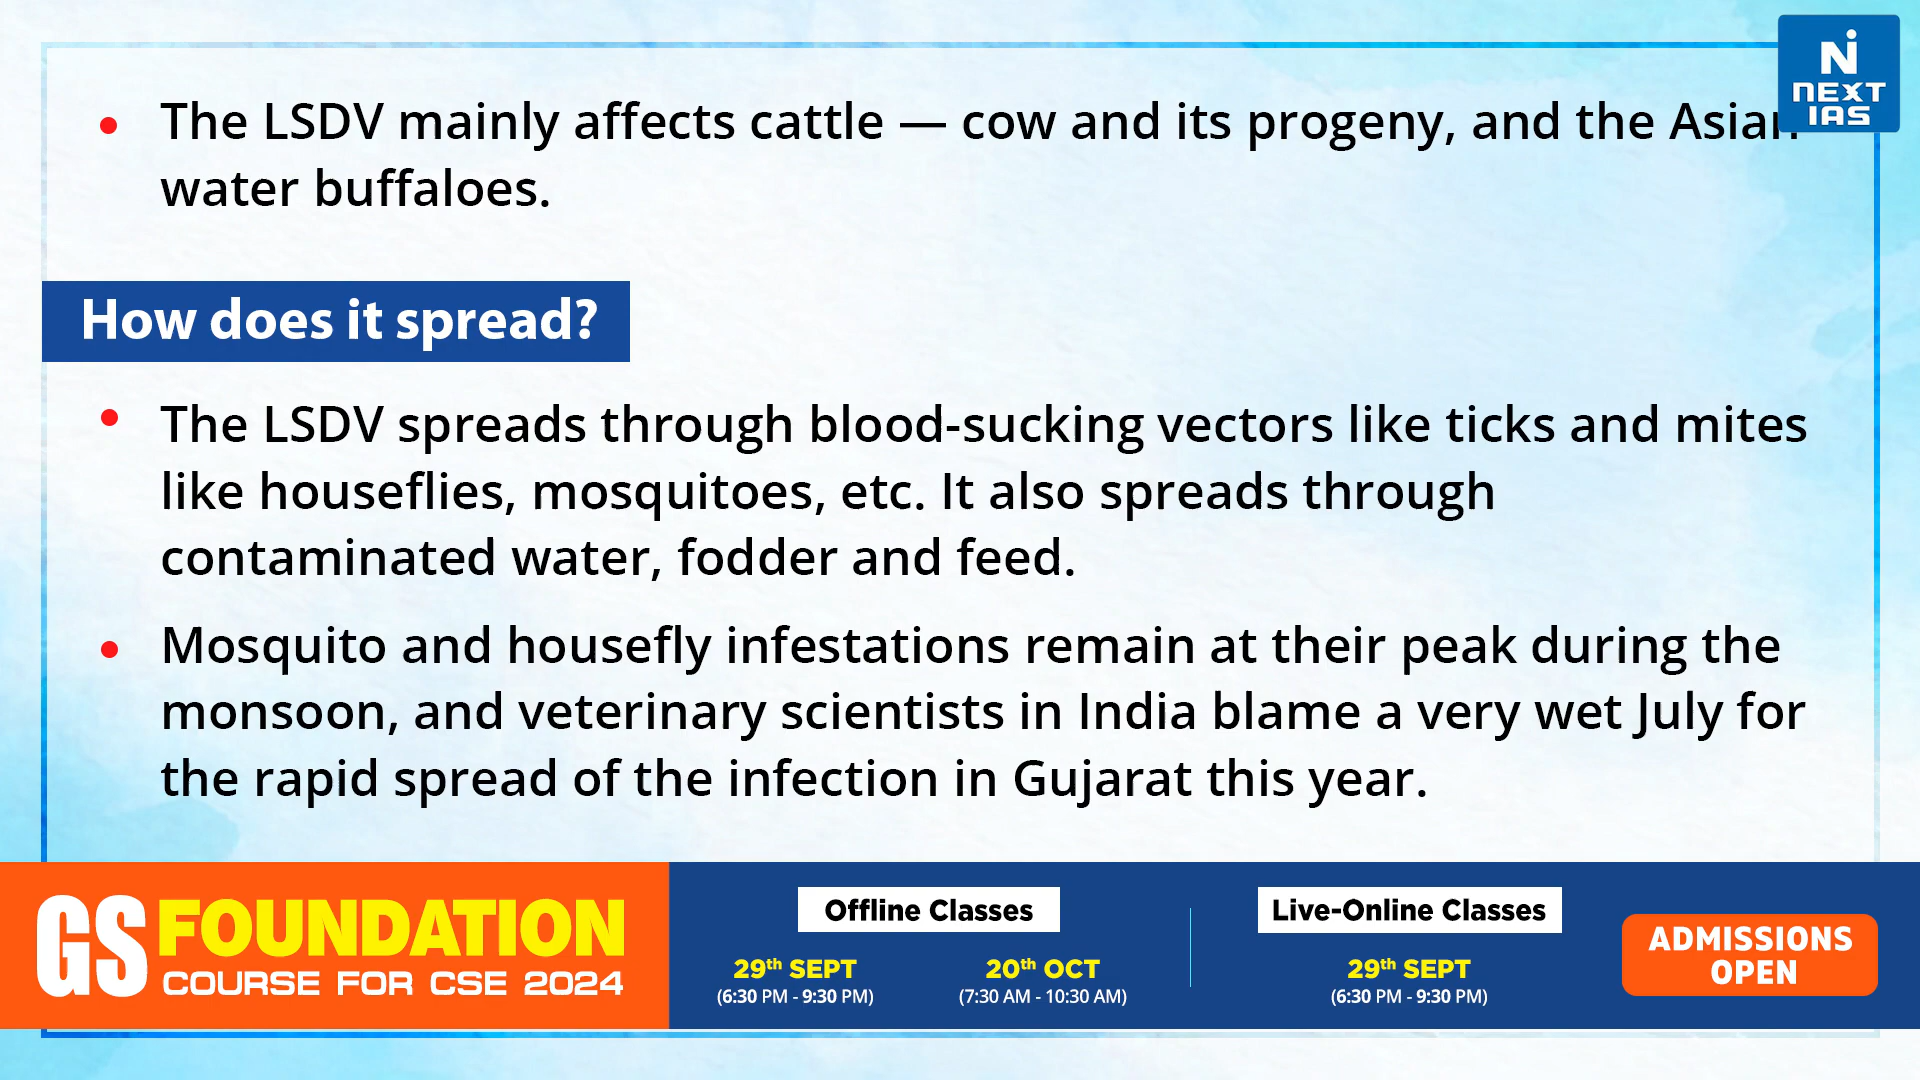 The LSDV mainly affects cattle — cow and its progeny, and the Asian
water buffaloes.
NEXT
IAS
How does it spread?
The LSDV spreads through blood-sucking vectors like ticks and mites
like houseflies, mosquitoes, etc. It also spreads through
contaminated water, fodder and feed.
Mosquito and housefly infestations remain at their peak during the
monsoon, and veterinary scientists in India blame a very wet July for
the rapid spread of the infection in Gujarat this year.
GS FOUNDATION
COURSE FOR CSE 2024
Offline Classes
29th SEPT
(6:30 PM - 9:30 PM)
20th OCT
(7:30 AM - 10:30 AM)
Live-Online Classes
29th SEPT
(6:30 PM - 9:30 PM)
ADMISSIONS
OPEN